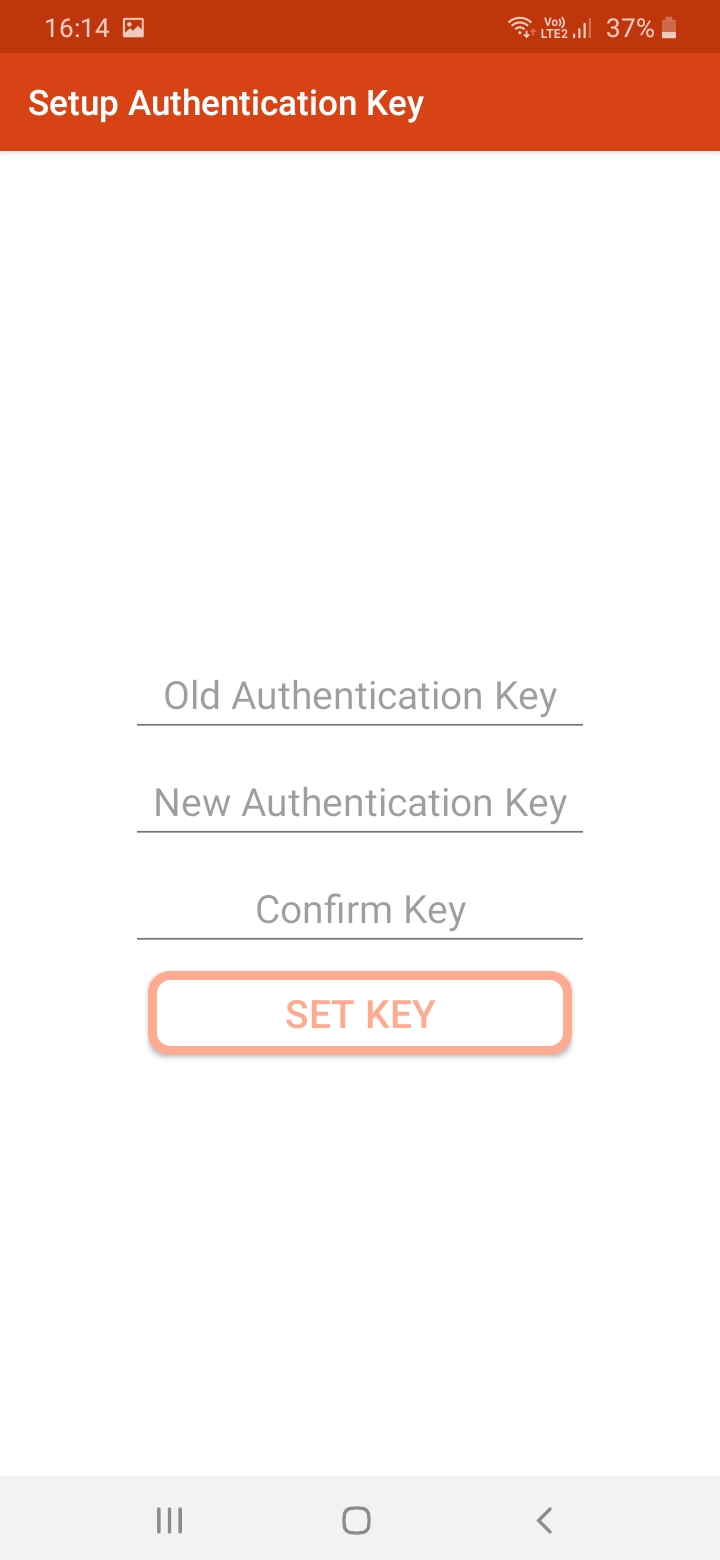 16:14 Vo)) LTE2 37%
Setup Authentication Key
Old Authentication Key
New Authentication Key
Confirm Key
SET KEY